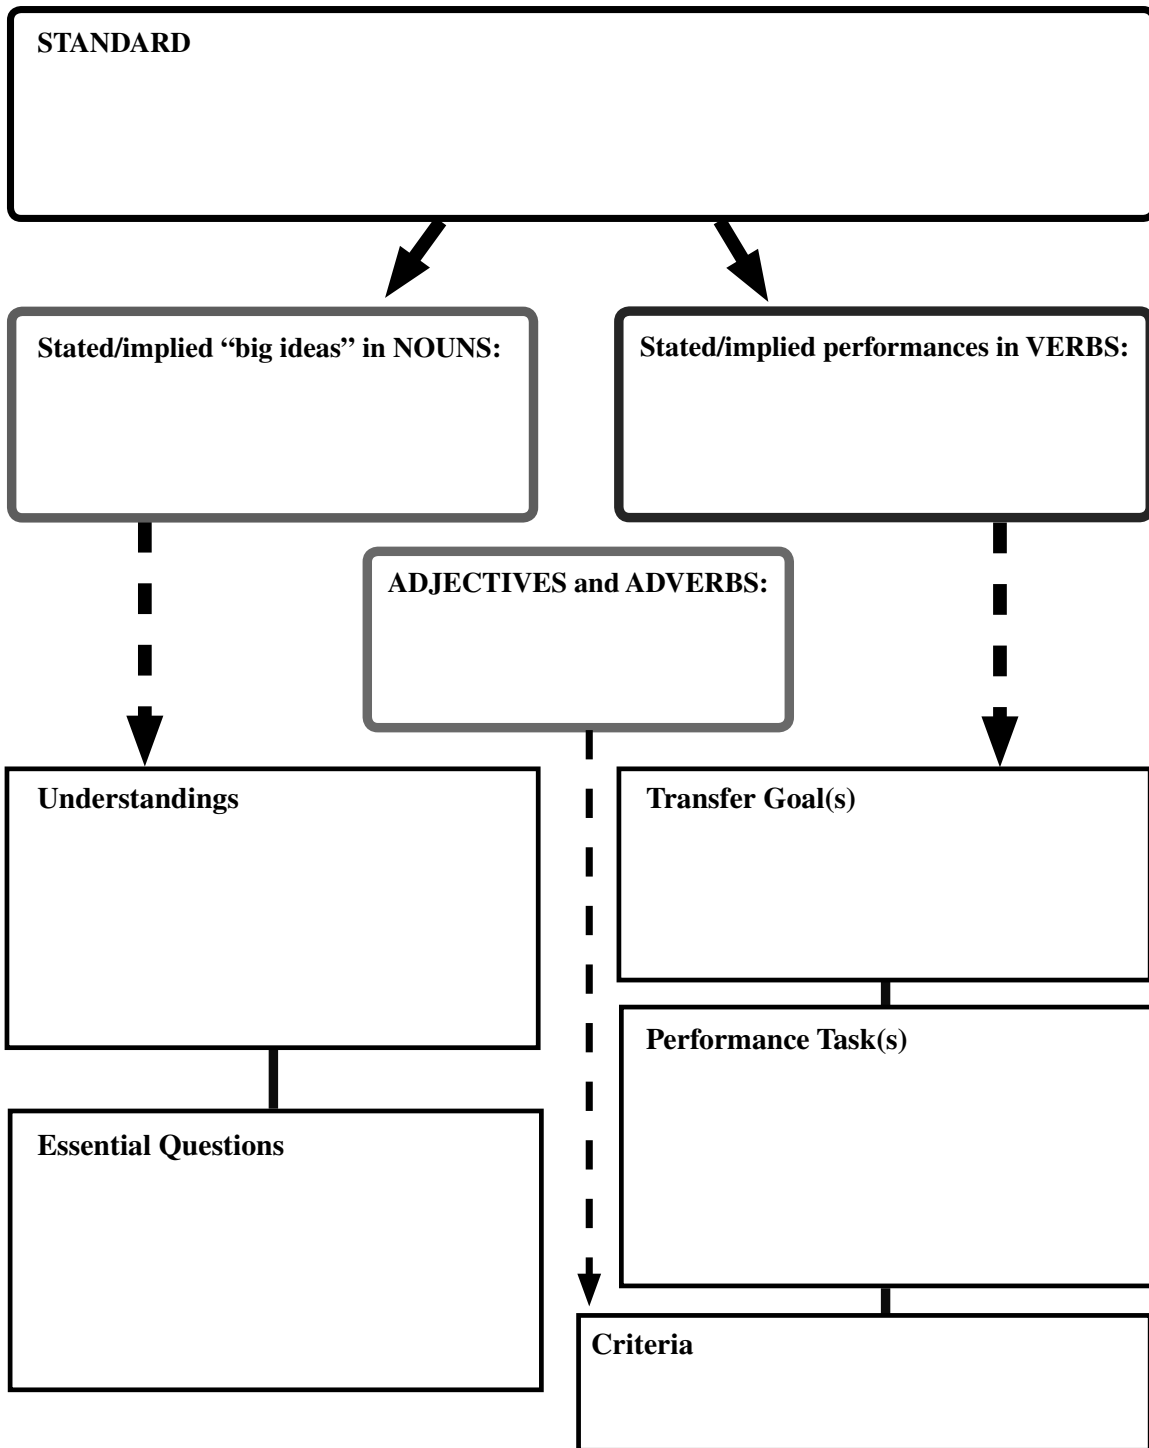 STANDARD
Stated/implied “big ideas” in NOUNS:
Stated/implied performances in VERBS:
ADJECTIVES and ADVERBS:
Understandings
Transfer Goal(s)
Performance Task(s)
Essential Questions
Criteria